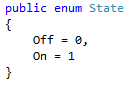 public enum State
{
    Off = 0,
    On = 1
}